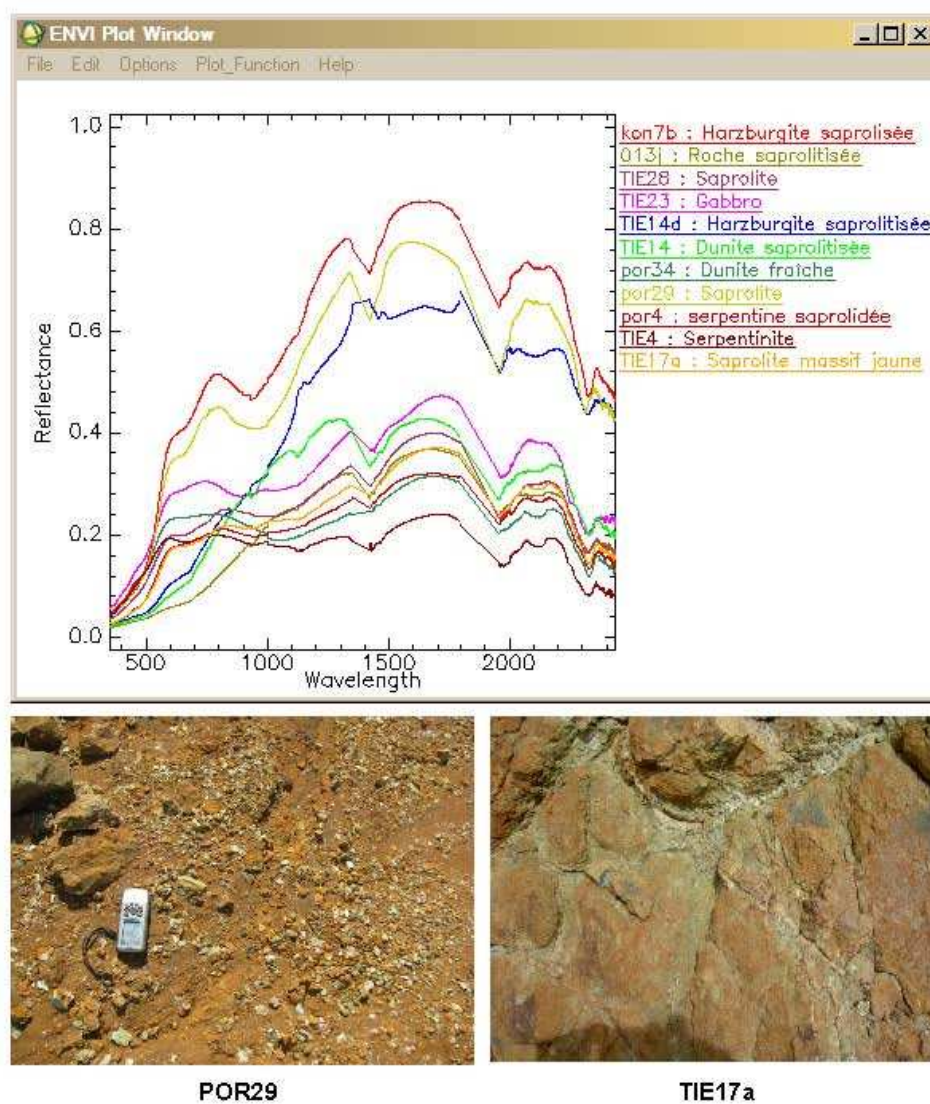 ENVI Plot Window
File Edit Options Plot_Function Help
1.0
0.8
0.6
0.4
0.2
0.0
Reflectance
500 1000 1500 2000
Wavelength
kon7b : Harzburgite saprolisée
013j : Roche saprolitisée
TIE28 : Saprolite
TIE23 : Gabbro
TIE14d : Harzburgite saprolitisée
TIE14 : Dunite saprolitisée
por34 : Dunite fraîche
por29 : Saprolite
por4 : serpentine saprolidée
TIE4 : Serpentinite
TIE17a : Saprolite massif jaune
POR29 TIE17a